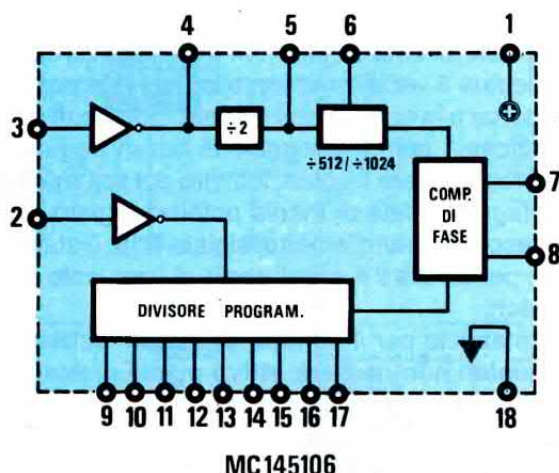 4 5 6 1
3 ÷2
÷512/÷1024
COMP.
DI
FASE
7
2
8
DIVISORE PROGRAM.
9 10 11 12 13 14 15 16 17 18
MC145106